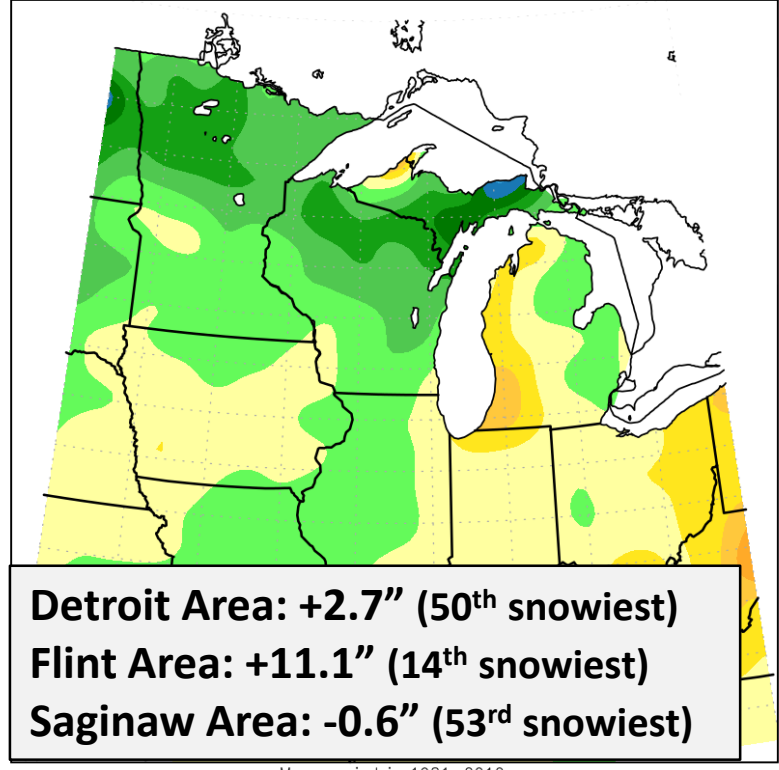 Detroit Area: +2.7” (50th snowiest)
Flint Area: +11.1” (14th snowiest)
Saginaw Area: -0.6” (53rd snowiest)